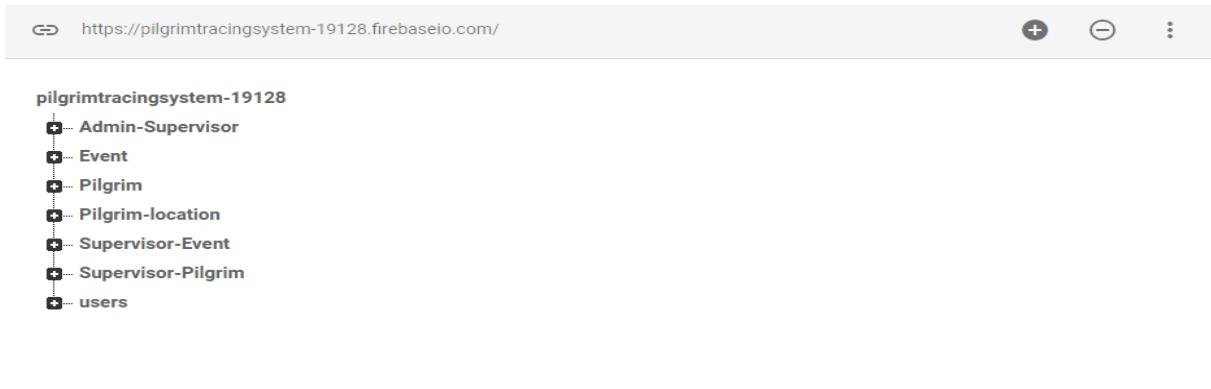 https://pilgrimtracingsystem-19128.firebaseio.com/
pilgrimtracingsystem-19128
Admin-Supervisor
Event
Pilgrim
Pilgrim-location
Supervisor-Event
Supervisor-Pilgrim
users